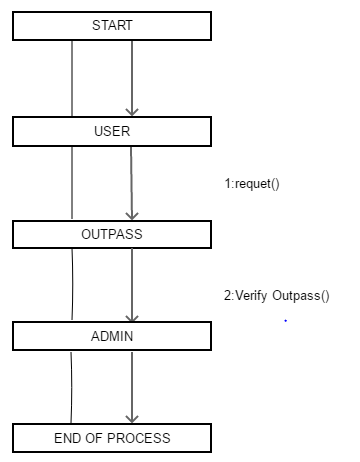 START
USER
1:requet()
OUTPASS
2:Verify Outpass()
ADMIN
END OF PROCESS